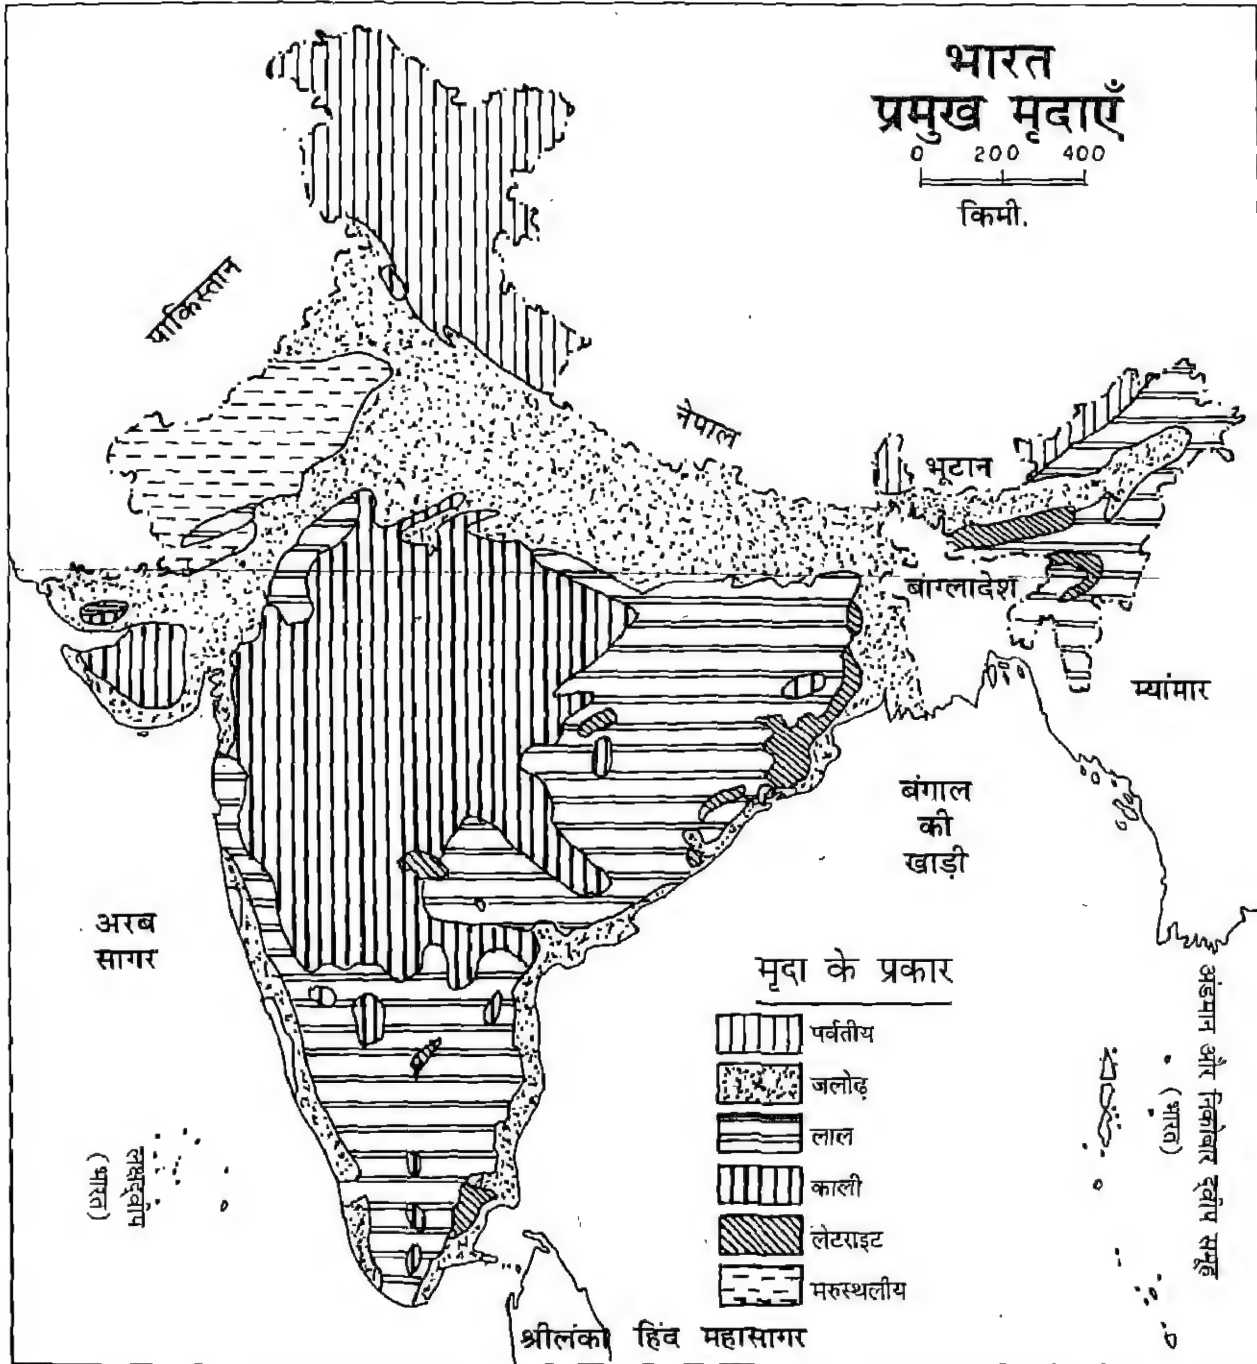 भारत
प्रमुख मृदाएँ
0 200 400
किमी.
पाकिस्तान
नेपाल
भूटान
बाग्लादेश
म्यांमार
बंगाल
की
खाड़ी
अरब
सागर
मृदा के प्रकार
पर्वतीय
जलोढ़
लाल
काली
लेटराइट
मरुस्थलीय
लक्षद्वीप
(भारत)
अंडमान और निकोबार द्वीप समूह
(भारत)
श्रीलंका हिंद महासागर